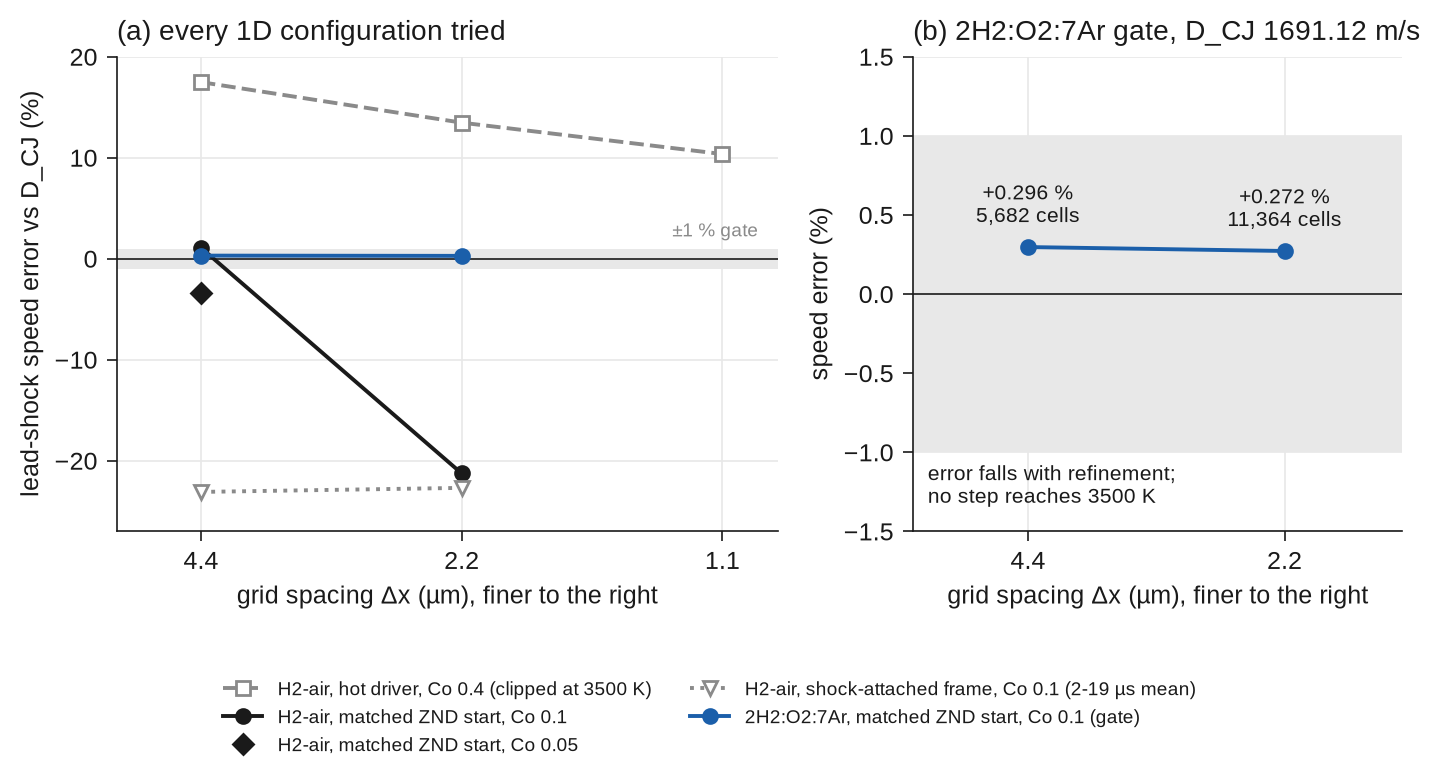 (a) every 1D configuration tried
(b) 2H2:O2:7Ar gate, D_CJ 1691.12 m/s
lead-shock speed error vs D_CJ (%)
20
10
0
−10
−20
±1 % gate
4.4
2.2
1.1
grid spacing Δx (µm), finer to the right
speed error (%)
1.5
1.0
0.5
0.0
−0.5
−1.0
−1.5
+0.296 %
5,682 cells
+0.272 %
11,364 cells
error falls with refinement;
no step reaches 3500 K
4.4
2.2
grid spacing Δx (µm), finer to the right
H2-air, hot driver, Co 0.4 (clipped at 3500 K)
H2-air, matched ZND start, Co 0.1
H2-air, matched ZND start, Co 0.05
H2-air, shock-attached frame, Co 0.1 (2-19 µs mean)
2H2:O2:7Ar, matched ZND start, Co 0.1 (gate)